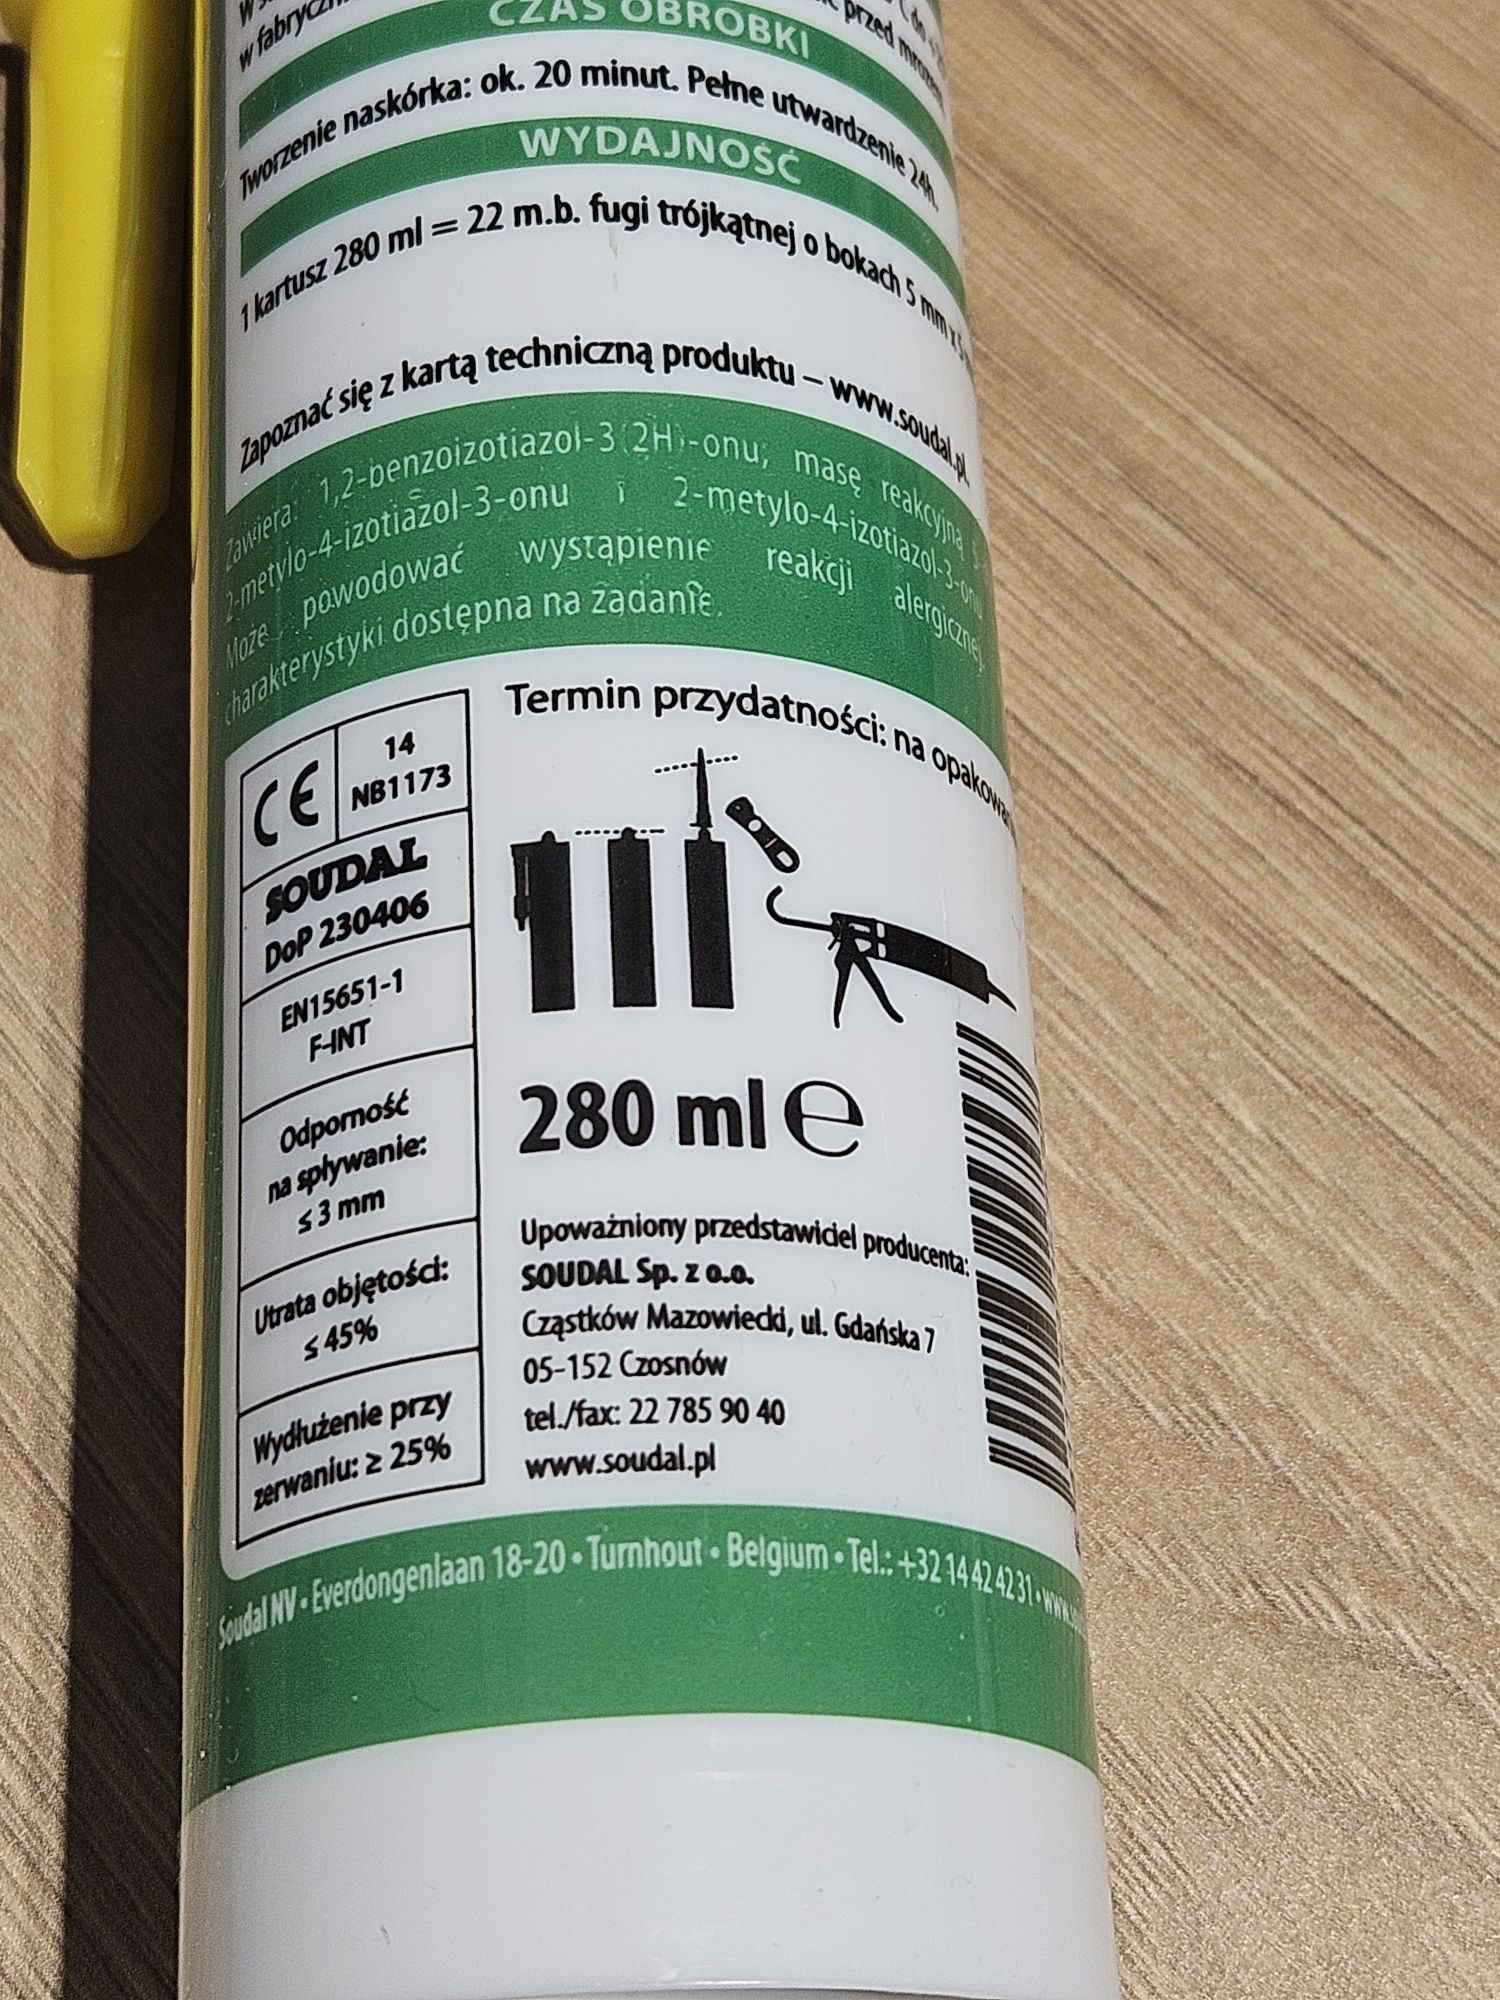 w fabryczn
przed mrozem
CZAS OBRÓBKI
Tworzenie naskórka: ok. 20 minut. Pełne utwardzenie 24h.
WYDAJNOŚĆ
1 kartusz 280 ml = 22 m.b. fugi trójkątnej o bokach 5 mm x 5
Zapoznać się z kartą techniczną produktu – www.soudal.pl.
Zawiera: 1,2-benzoizotiazol-3(2H)-onu; masę reakcyjną
2-metylo-4-izotiazol-3-onu i 2-metylo-4-izotiazol-3-onu
Może powodować wystąpienie reakcji alergicznej.
charakterystyki dostępna na żądanie.
Termin przydatności: na opakowan
CE 14
NB1173
SOUDAL
DoP 230406
EN15651-1
F-INT
Odporność
na spływanie:
≤ 3 mm
Utrata objętości:
≤ 45%
Wydłużenie przy
zerwaniu: ≥ 25%
280 ml ℮
Upoważniony przedstawiciel producenta:
SOUDAL Sp. z o.o.
Cząstków Mazowiecki, ul. Gdańska 7
05-152 Czosnów
tel./fax: 22 785 90 40
www.soudal.pl
Soudal NV • Everdongenlaan 18-20 • Turnhout • Belgium • Tel.: +32 14 42 42 31 •